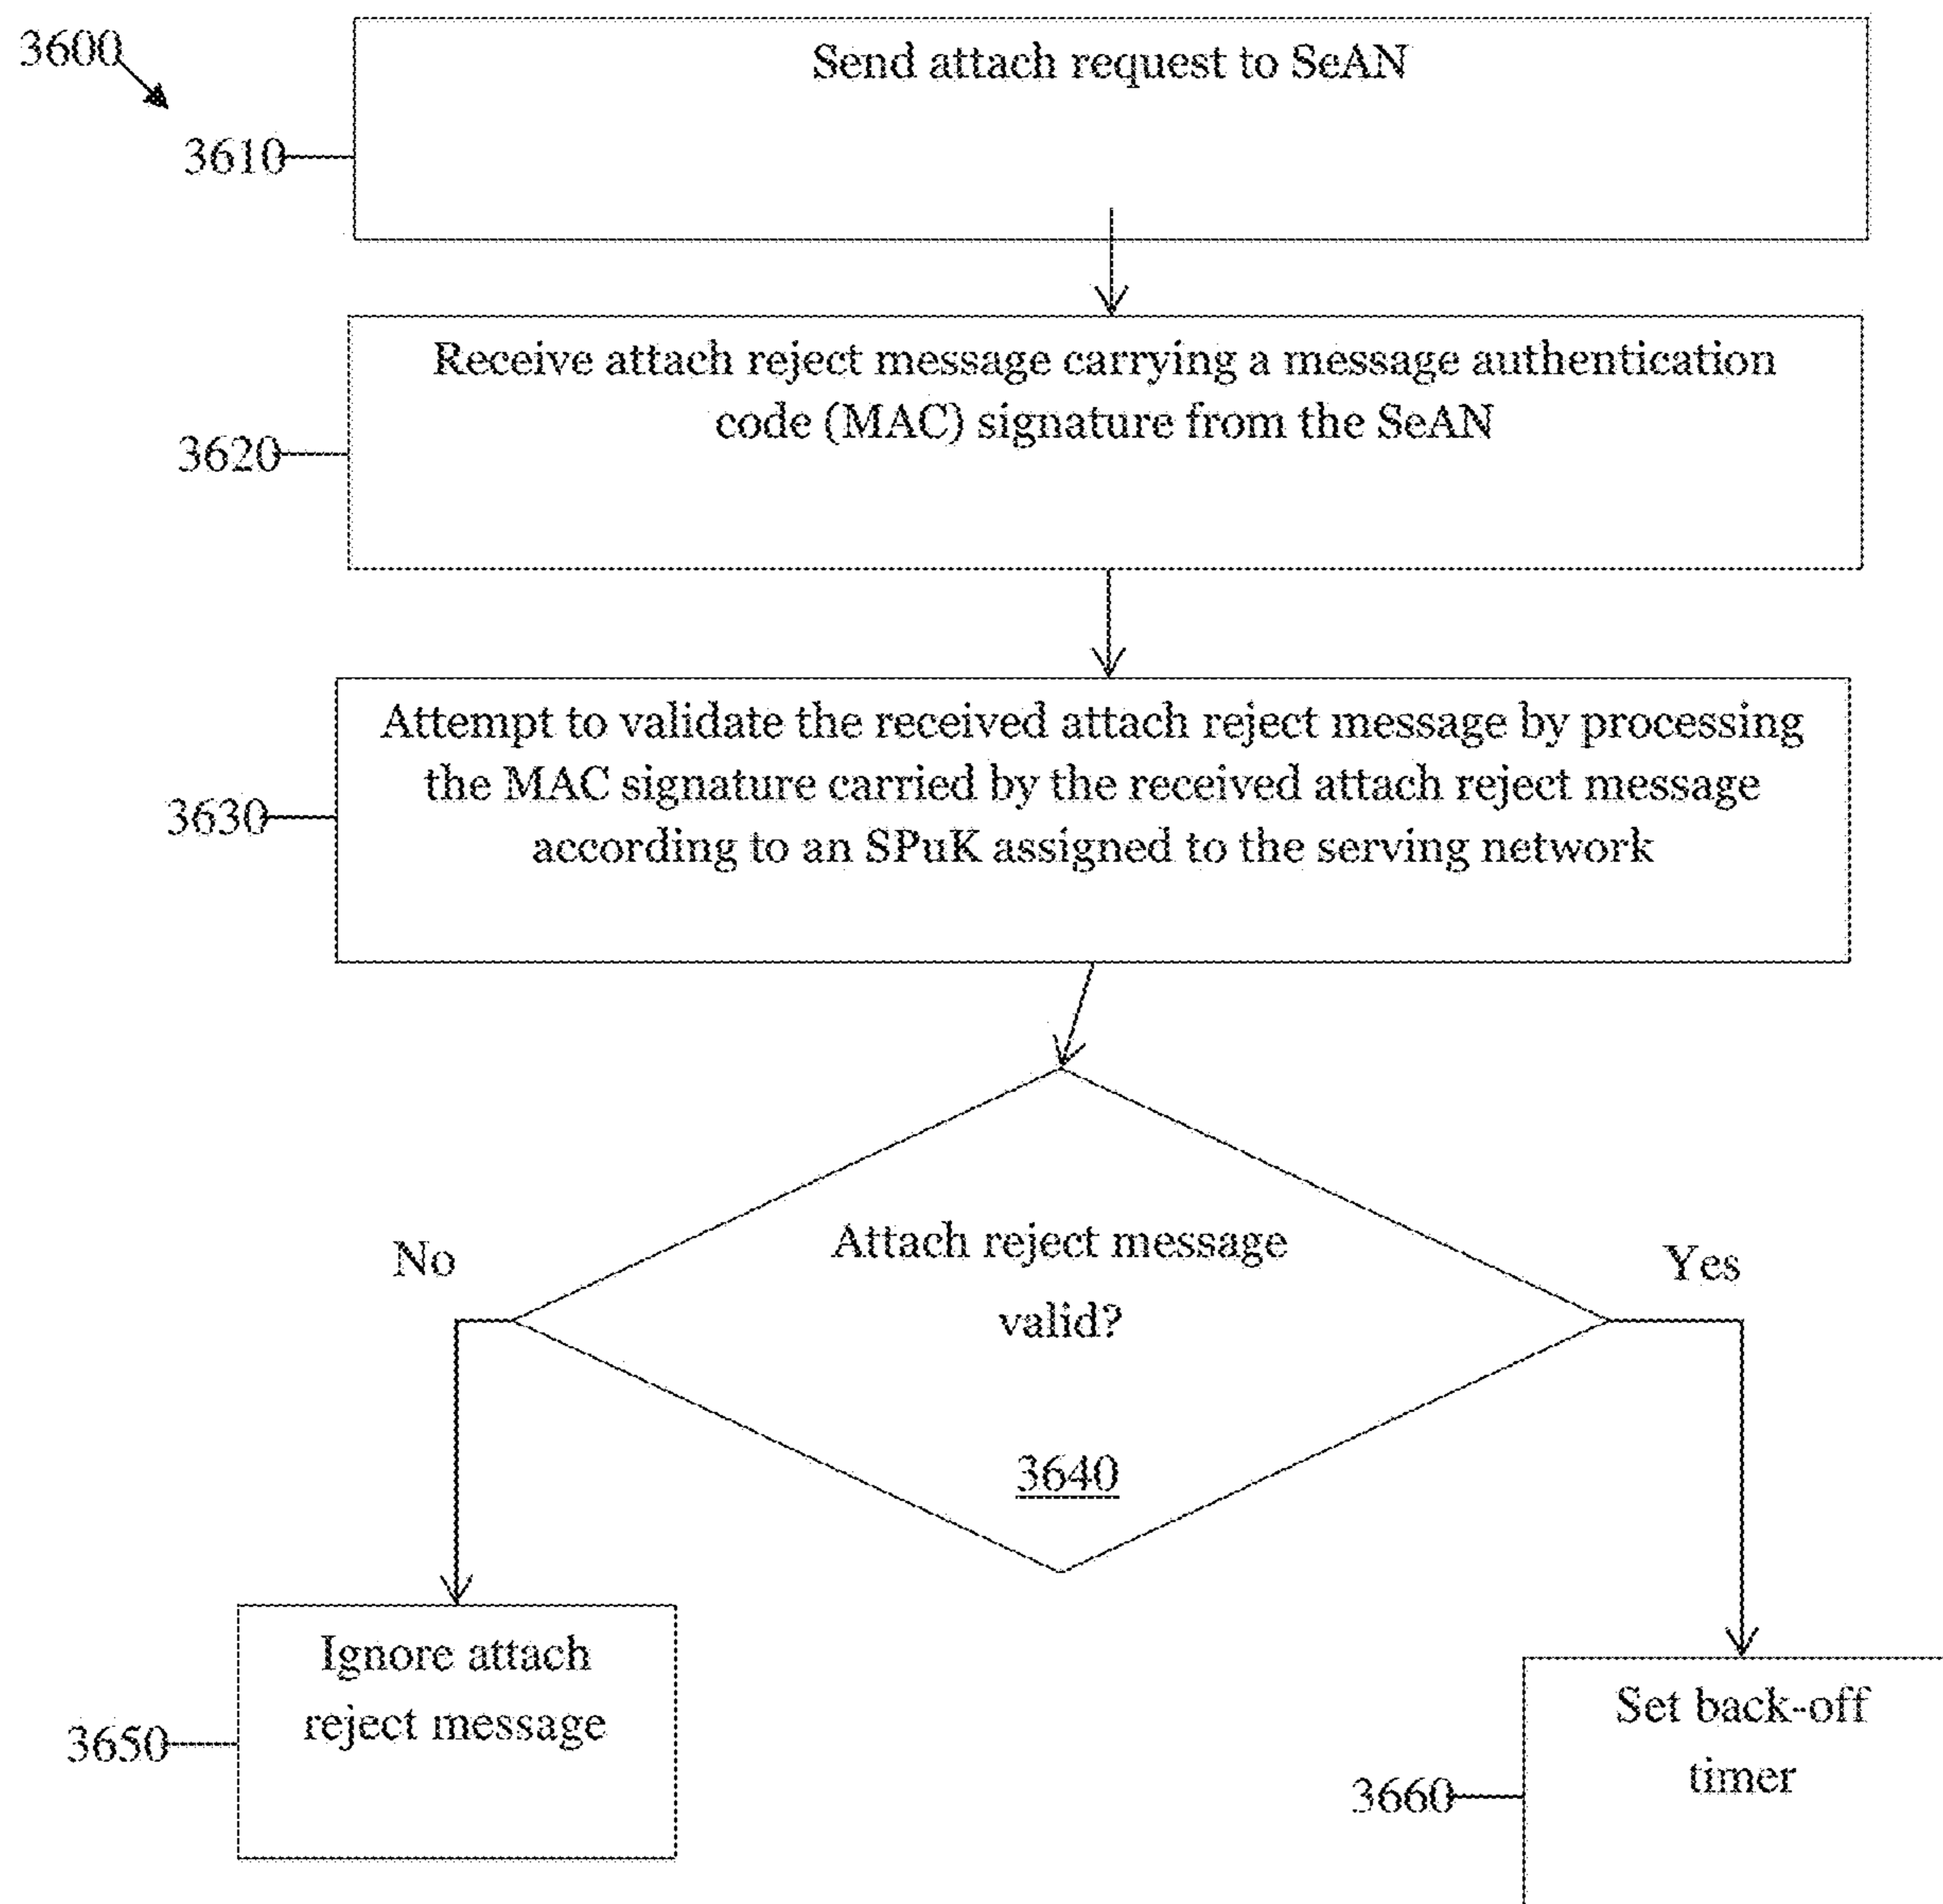 3600
Send attach request to SeAN
3610
Receive attach reject message carrying a message authentication
code (MAC) signature from the SeAN
3620
Attempt to validate the received attach reject message by processing
the MAC signature carried by the received attach reject message
according to an SPuK assigned to the serving network
3630
No
Attach reject message
valid?
Yes
3640
Ignore attach
reject message
3650
Set back-off
timer
3660